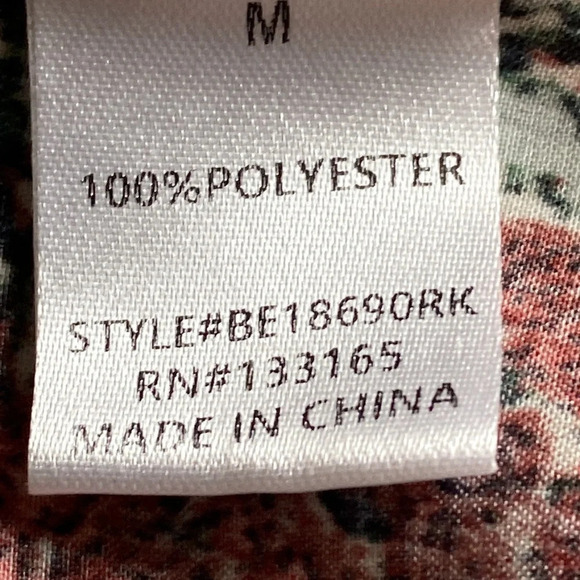 M
100%POLYESTER
STYLE#BE18690RK
RN#133165
MADE IN CHINA